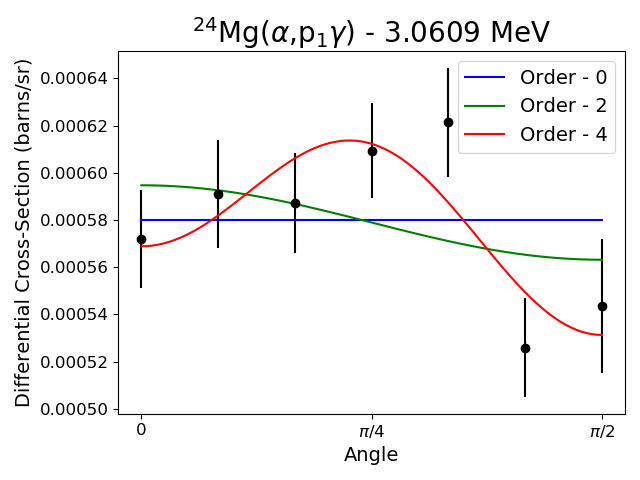 ²⁴Mg(α,p₁γ) - 3.0609 MeV
Differential Cross-Section (barns/sr)
0.00064
0.00062
0.00060
0.00058
0.00056
0.00054
0.00052
0.00050
Order - 0
Order - 2
Order - 4
0
π/4
π/2
Angle